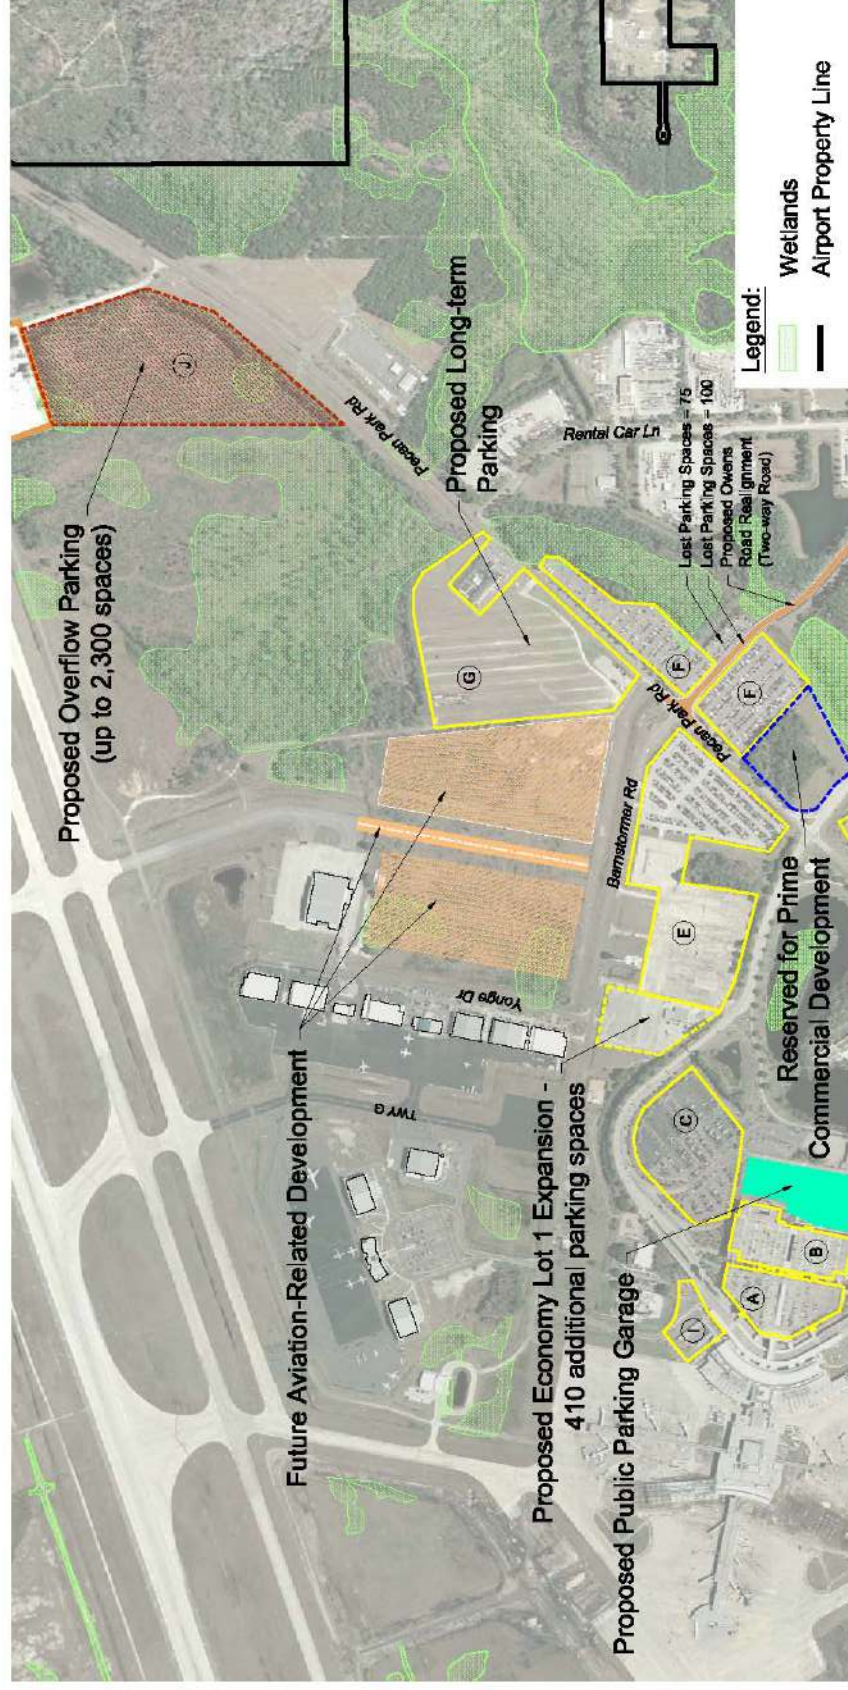 Proposed Overflow Parking
(up to 2,300 spaces)
J
Pecan Park Rd
Proposed Long-term
Parking
Rental Car Ln
Lost Parking Spaces = 75
Lost Parking Spaces = 100
Proposed Owens
Road Realignment
(Two-way Road)
Legend:
Wetlands
Airport Property Line
G
F
F
Pecan Park Rd
Pecan Park Rd
Barnstormer Rd
E
Yonge Dr
Future Aviation-Related Development
TWY G
Proposed Economy Lot 1 Expansion -
410 additional parking spaces
Reserved for Prime
Commercial Development
C
Proposed Public Parking Garage
B
A
I